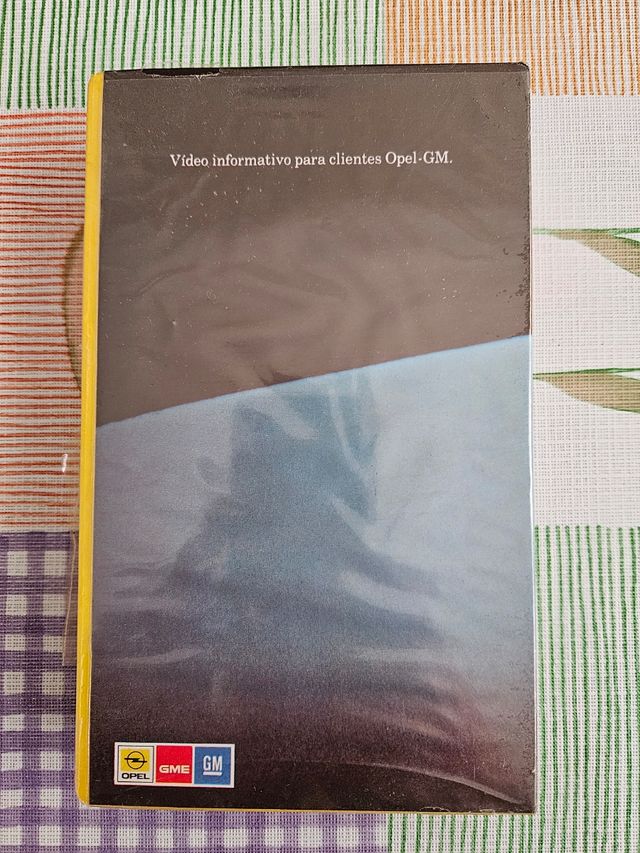 Vídeo informativo para clientes Opel-GM.
OPEL GME GM